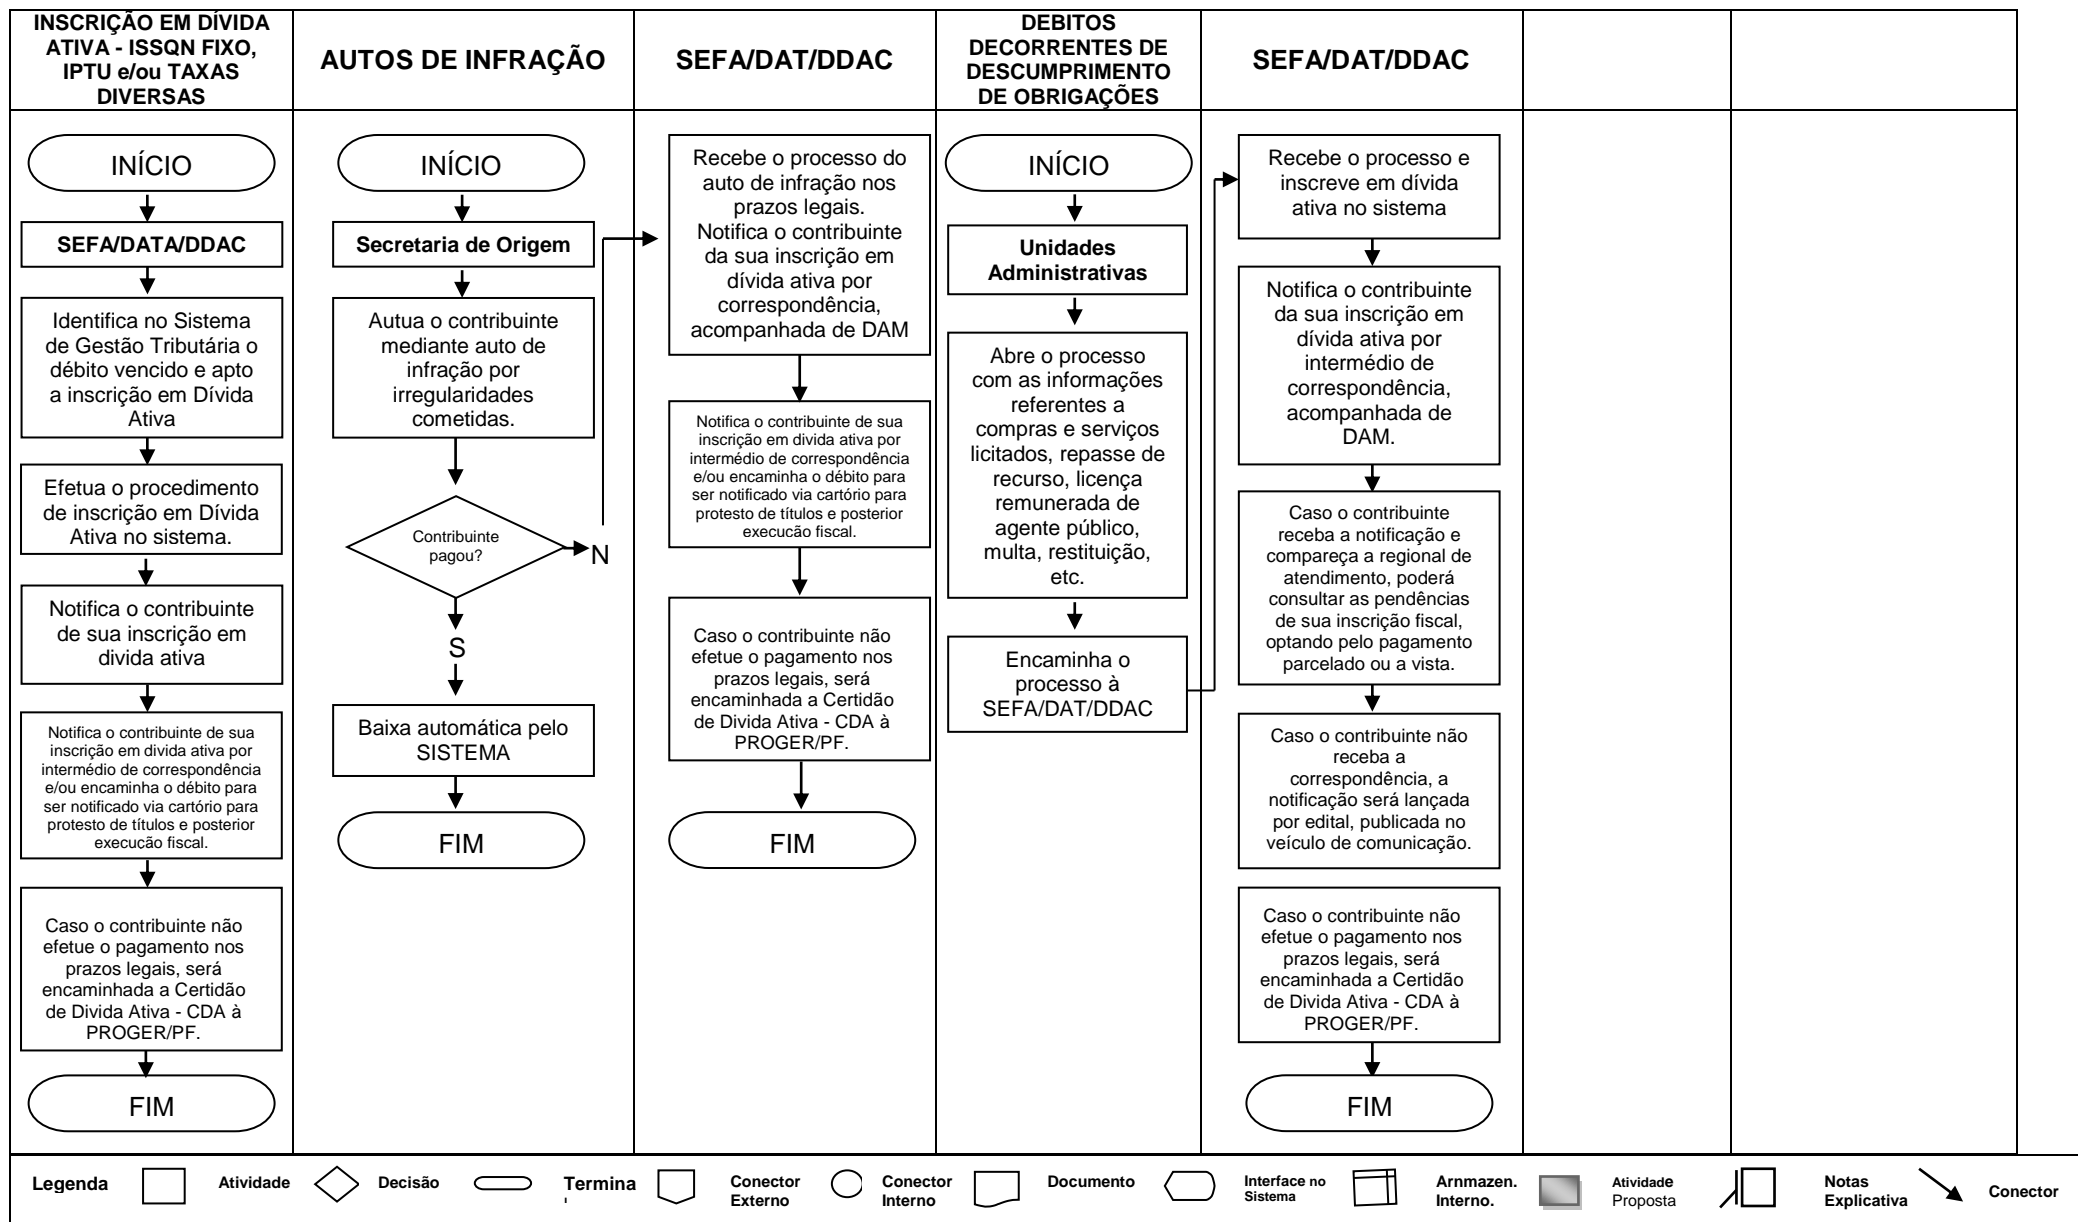 INSCRIÇÃO EM DÍVIDA
ATIVA - ISSQN FIXO,
IPTU e/ou TAXAS
DIVERSAS
AUTOS DE INFRAÇÃO
SEFA/DAT/DDAC
DEBITOS
DECORRENTES DE
DESCUMPRIMENTO
DE OBRIGAÇÕES
SEFA/DAT/DDAC
INÍCIO
SEFA/DATA/DDAC
Identifica no Sistema
de Gestão Tributária o
débito vencido e apto
a inscrição em Dívida
Ativa
Efetua o procedimento
de inscrição em Dívida
Ativa no sistema.
Notifica o contribuinte
de sua inscrição em
divida ativa
Notifica o contribuinte de sua
inscrição em divida ativa por
intermédio de correspondência
e/ou encaminha o débito para
ser notificado via cartório para
protesto de títulos e posterior
execucão fiscal.
Caso o contribuinte não
efetue o pagamento nos
prazos legais, será
encaminhada a Certidão
de Divida Ativa - CDA à
PROGER/PF.
FIM
INÍCIO
Secretaria de Origem
Autua o contribuinte
mediante auto de
infração por
irregularidades
cometidas.
Contribuinte
pagou?
N
S
Baixa automática pelo
SISTEMA
FIM
Recebe o processo do
auto de infração nos
prazos legais.
Notifica o contribuinte
da sua inscrição em
dívida ativa por
correspondência,
acompanhada de DAM
Notifica o contribuinte de sua
inscrição em divida ativa por
intermédio de correspondência
e/ou encaminha o débito para
ser notificado via cartório para
protesto de títulos e posterior
execucão fiscal.
Caso o contribuinte não
efetue o pagamento nos
prazos legais, será
encaminhada a Certidão
de Divida Ativa - CDA à
PROGER/PF.
FIM
INÍCIO
Unidades
Administrativas
Abre o processo
com as informações
referentes a
compras e serviços
licitados, repasse de
recurso, licença
remunerada de
agente público,
multa, restituição,
etc.
Encaminha o
processo à
SEFA/DAT/DDAC
Recebe o processo e
inscreve em dívida
ativa no sistema
Notifica o contribuinte
da sua inscrição em
dívida ativa por
intermédio de
correspondência,
acompanhada de
DAM.
Caso o contribuinte
receba a notificação e
compareça a regional de
atendimento, poderá
consultar as pendências
de sua inscrição fiscal,
optando pelo pagamento
parcelado ou a vista.
Caso o contribuinte não
receba a
correspondência, a
notificação será lançada
por edital, publicada no
veículo de comunicação.
Caso o contribuinte não
efetue o pagamento nos
prazos legais, será
encaminhada a Certidão
de Divida Ativa - CDA à
PROGER/PF.
FIM
Legenda
Atividade
Decisão
Termina
Conector
Externo
Conector
Interno
Documento
Interface no
Sistema
Arnmazen.
Interno.
Atividade
Proposta
Notas
Explicativa
Conector